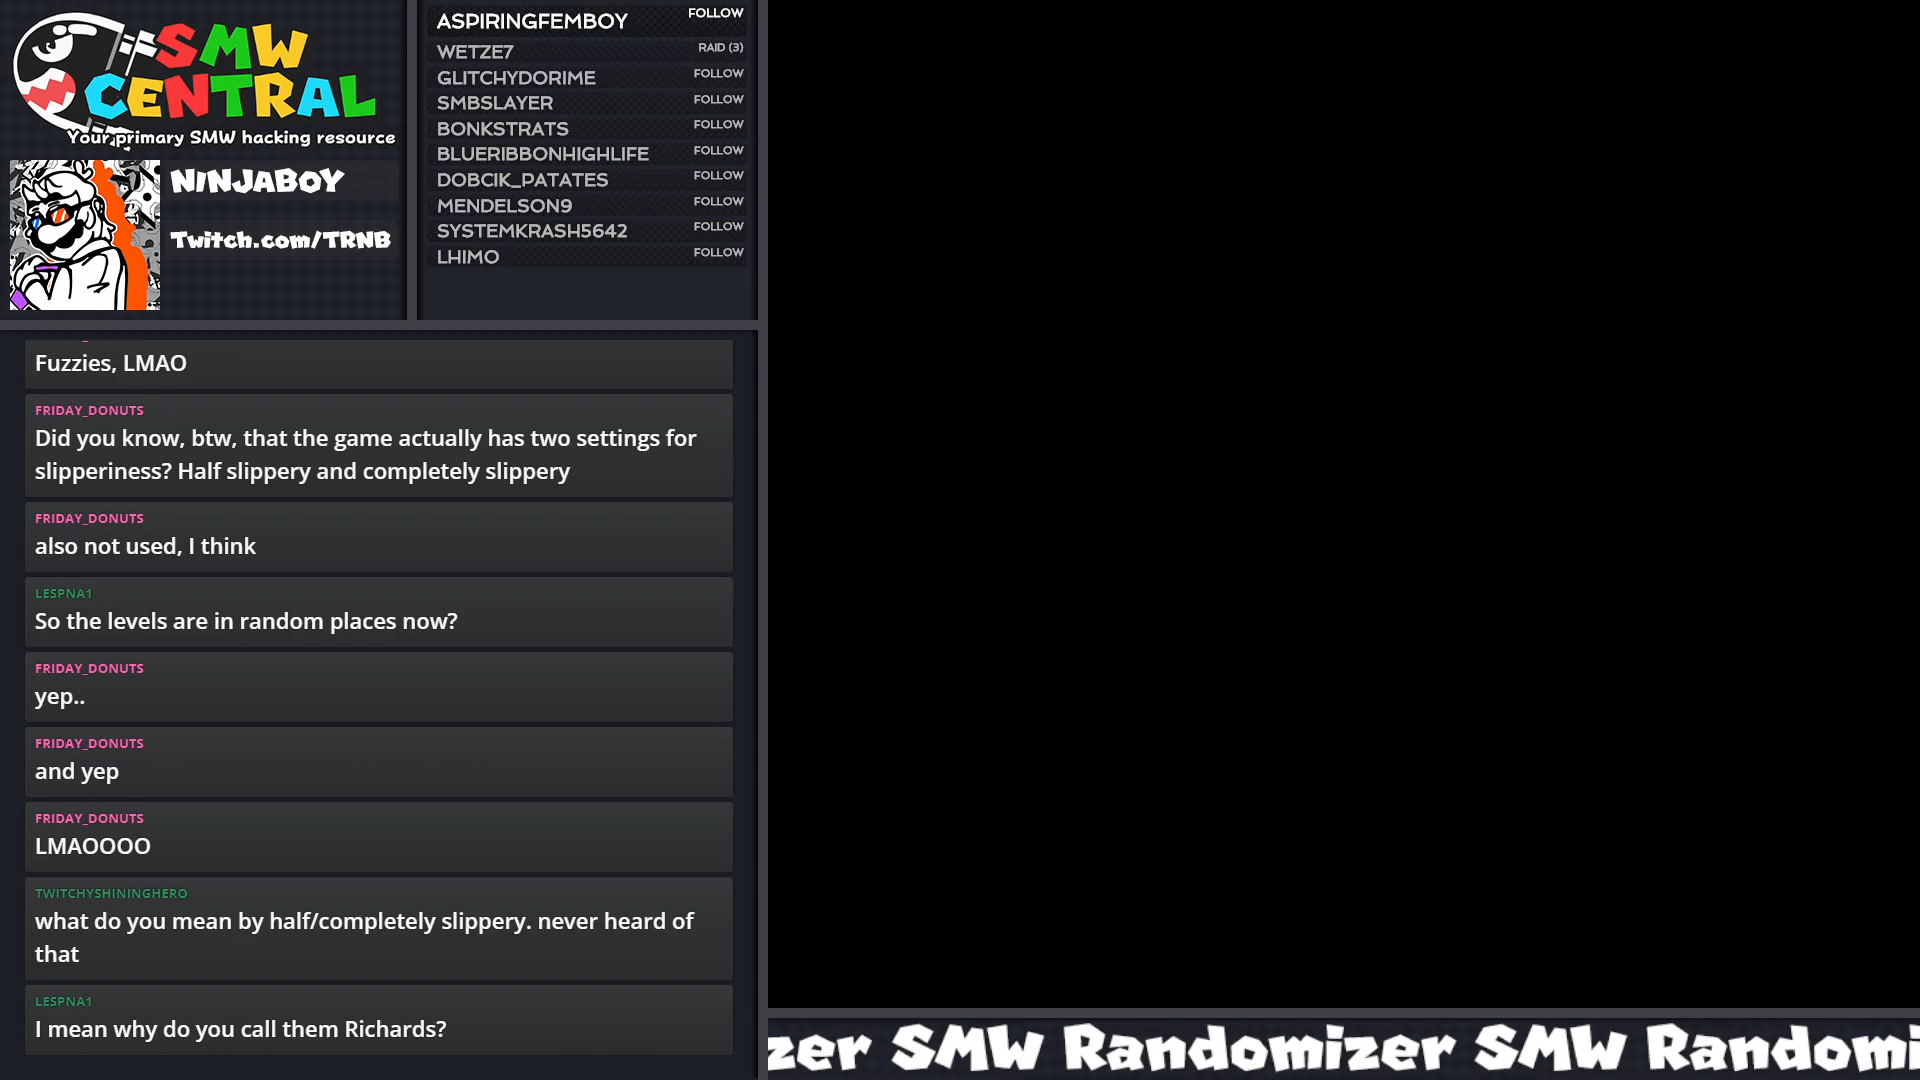 SMW
CENTRAL
Your primary SMW hacking resource
NINJABOY
Twitch.com/TRNB
ASPIRINGFEMBOY FOLLOW
WETZE7 RAID (3)
GLITCHYDORIME FOLLOW
SMBSLAYER FOLLOW
BONKSTRATS FOLLOW
BLUERIBBONHIGHLIFE FOLLOW
DOBCIK_PATATES FOLLOW
MENDELSON9 FOLLOW
SYSTEMKRASH5642 FOLLOW
LHIMO FOLLOW
Fuzzies, LMAO
FRIDAY_DONUTS
Did you know, btw, that the game actually has two settings for
slipperiness? Half slippery and completely slippery
FRIDAY_DONUTS
also not used, I think
LESPNA1
So the levels are in random places now?
FRIDAY_DONUTS
yep..
FRIDAY_DONUTS
and yep
FRIDAY_DONUTS
LMAOOOO
TWITCHYSHININGHERO
what do you mean by half/completely slippery. never heard of
that
LESPNA1
I mean why do you call them Richards?
zer SMW Randomizer SMW Randomi